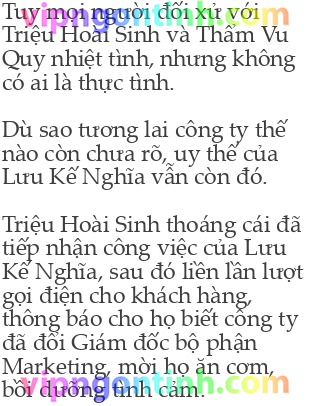 Tuy mọi người đối xử với
Triệu Hoài Sinh và Thẩm Vu
Quy nhiệt tình, nhưng không
có ai là thực tình.
Dù sao tương lai công ty thế
nào còn chưa rõ, uy thế của
Lưu Kế Nghĩa vẫn còn đó.
Triệu Hoài Sinh thoáng cái đã
tiếp nhận công việc của Lưu
Kế Nghĩa, sau đó liền lần lượt
gọi điện cho khách hàng,
thông báo cho họ biết công ty
đã đổi Giám đốc bộ phận
Marketing, mời họ ăn cơm,
bồi dưỡng tình cảm.
vipngontinh.com
vipngontinh.com